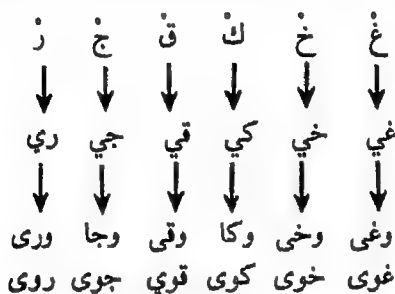 غْ خْ كْ قْ جْ رْ
غي خي كي قي جي ري
وغى وخى وكا وقى وجا ورى
غوى خوى كوى قوي جوى روى